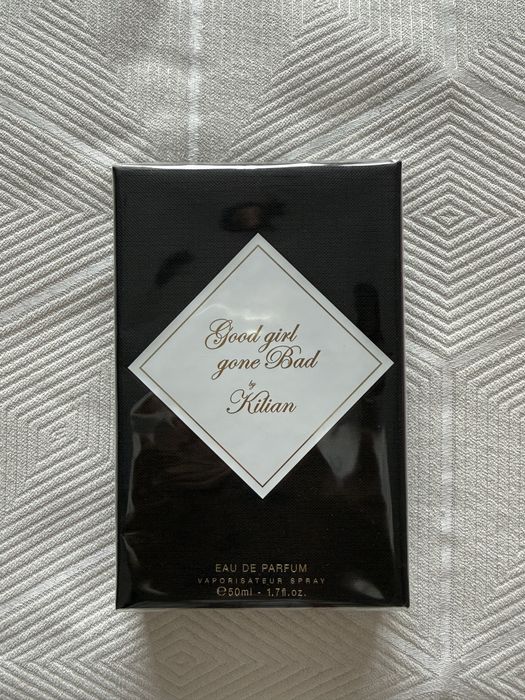 Good girl
gone Bad
by
Kilian
EAU DE PARFUM
VAPORISATEUR SPRAY
℮50ml - 1.7fl.oz.